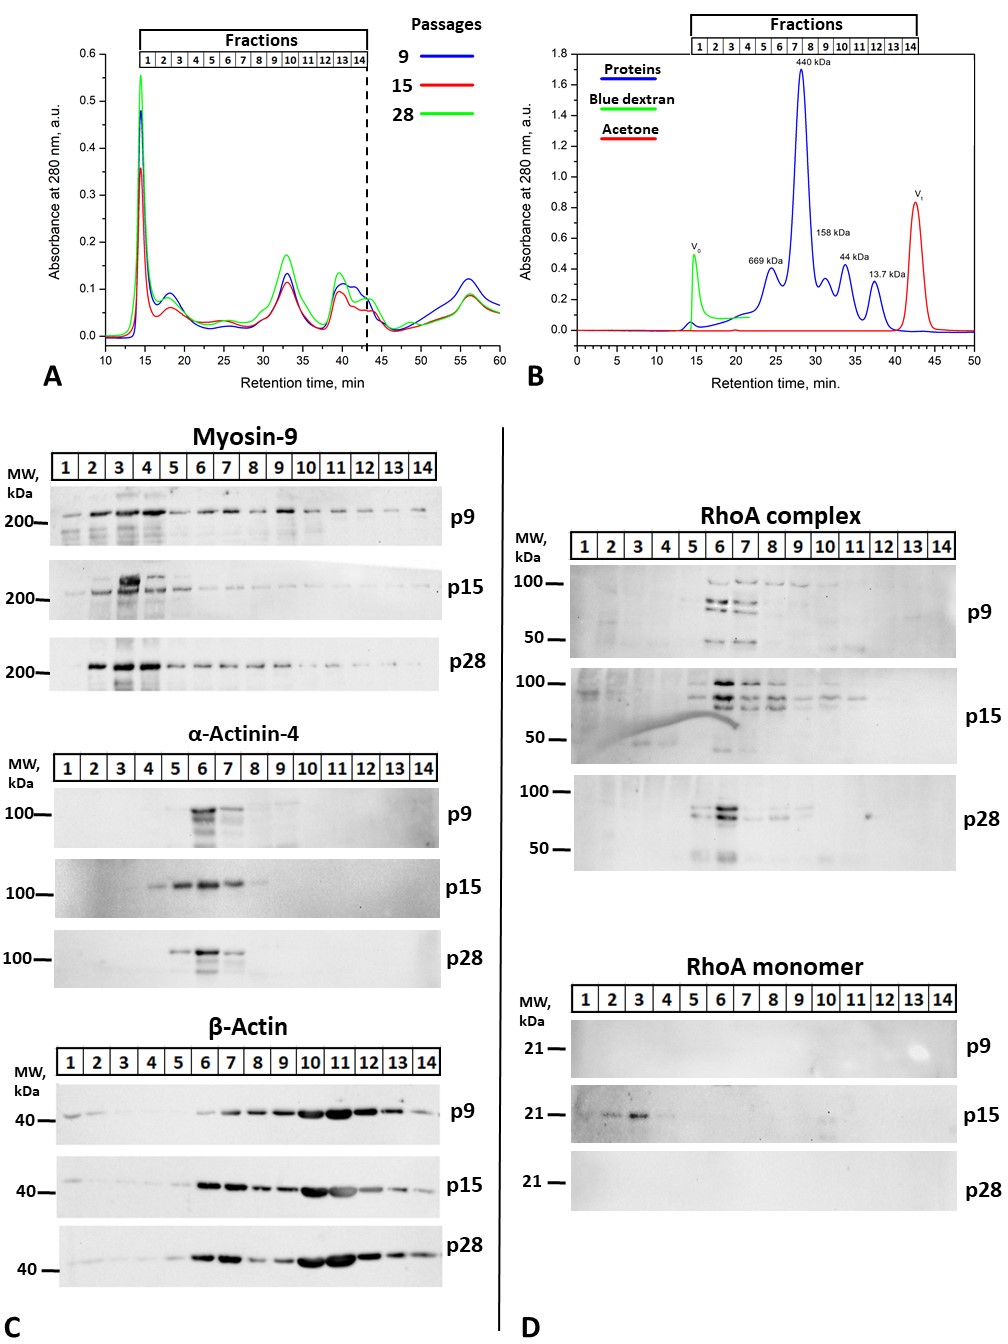 Fractions
1 2 3 4 5 6 7 8 9 10 11 12 13 14
Passages
9
15
28
0.6
0.5
0.4
0.3
0.2
0.1
0.0
Absorbance at 280 nm, a.u.
10 15 20 25 30 35 40 45 50 55 60
Retention time, min
A
Fractions
1 2 3 4 5 6 7 8 9 10 11 12 13 14
Proteins
Blue dextran
Acetone
1.8
1.6
1.4
1.2
1.0
0.8
0.6
0.4
0.2
0.0
Absorbance at 280 nm, a.u.
V0
669 kDa
440 kDa
158 kDa
44 kDa
13.7 kDa
Vt
0 5 10 15 20 25 30 35 40 45 50
Retention time, min.
B
Myosin-9
MW, kDa
1 2 3 4 5 6 7 8 9 10 11 12 13 14
200 p9
200 p15
200 p28
α-Actinin-4
MW, kDa
1 2 3 4 5 6 7 8 9 10 11 12 13 14
100 p9
100 p15
100 p28
β-Actin
MW, kDa
1 2 3 4 5 6 7 8 9 10 11 12 13 14
40 p9
40 p15
40 p28
C
RhoA complex
MW, kDa
1 2 3 4 5 6 7 8 9 10 11 12 13 14
100
50
p9
100
50
p15
100
50
p28
RhoA monomer
MW, kDa
1 2 3 4 5 6 7 8 9 10 11 12 13 14
21 p9
21 p15
21 p28
D